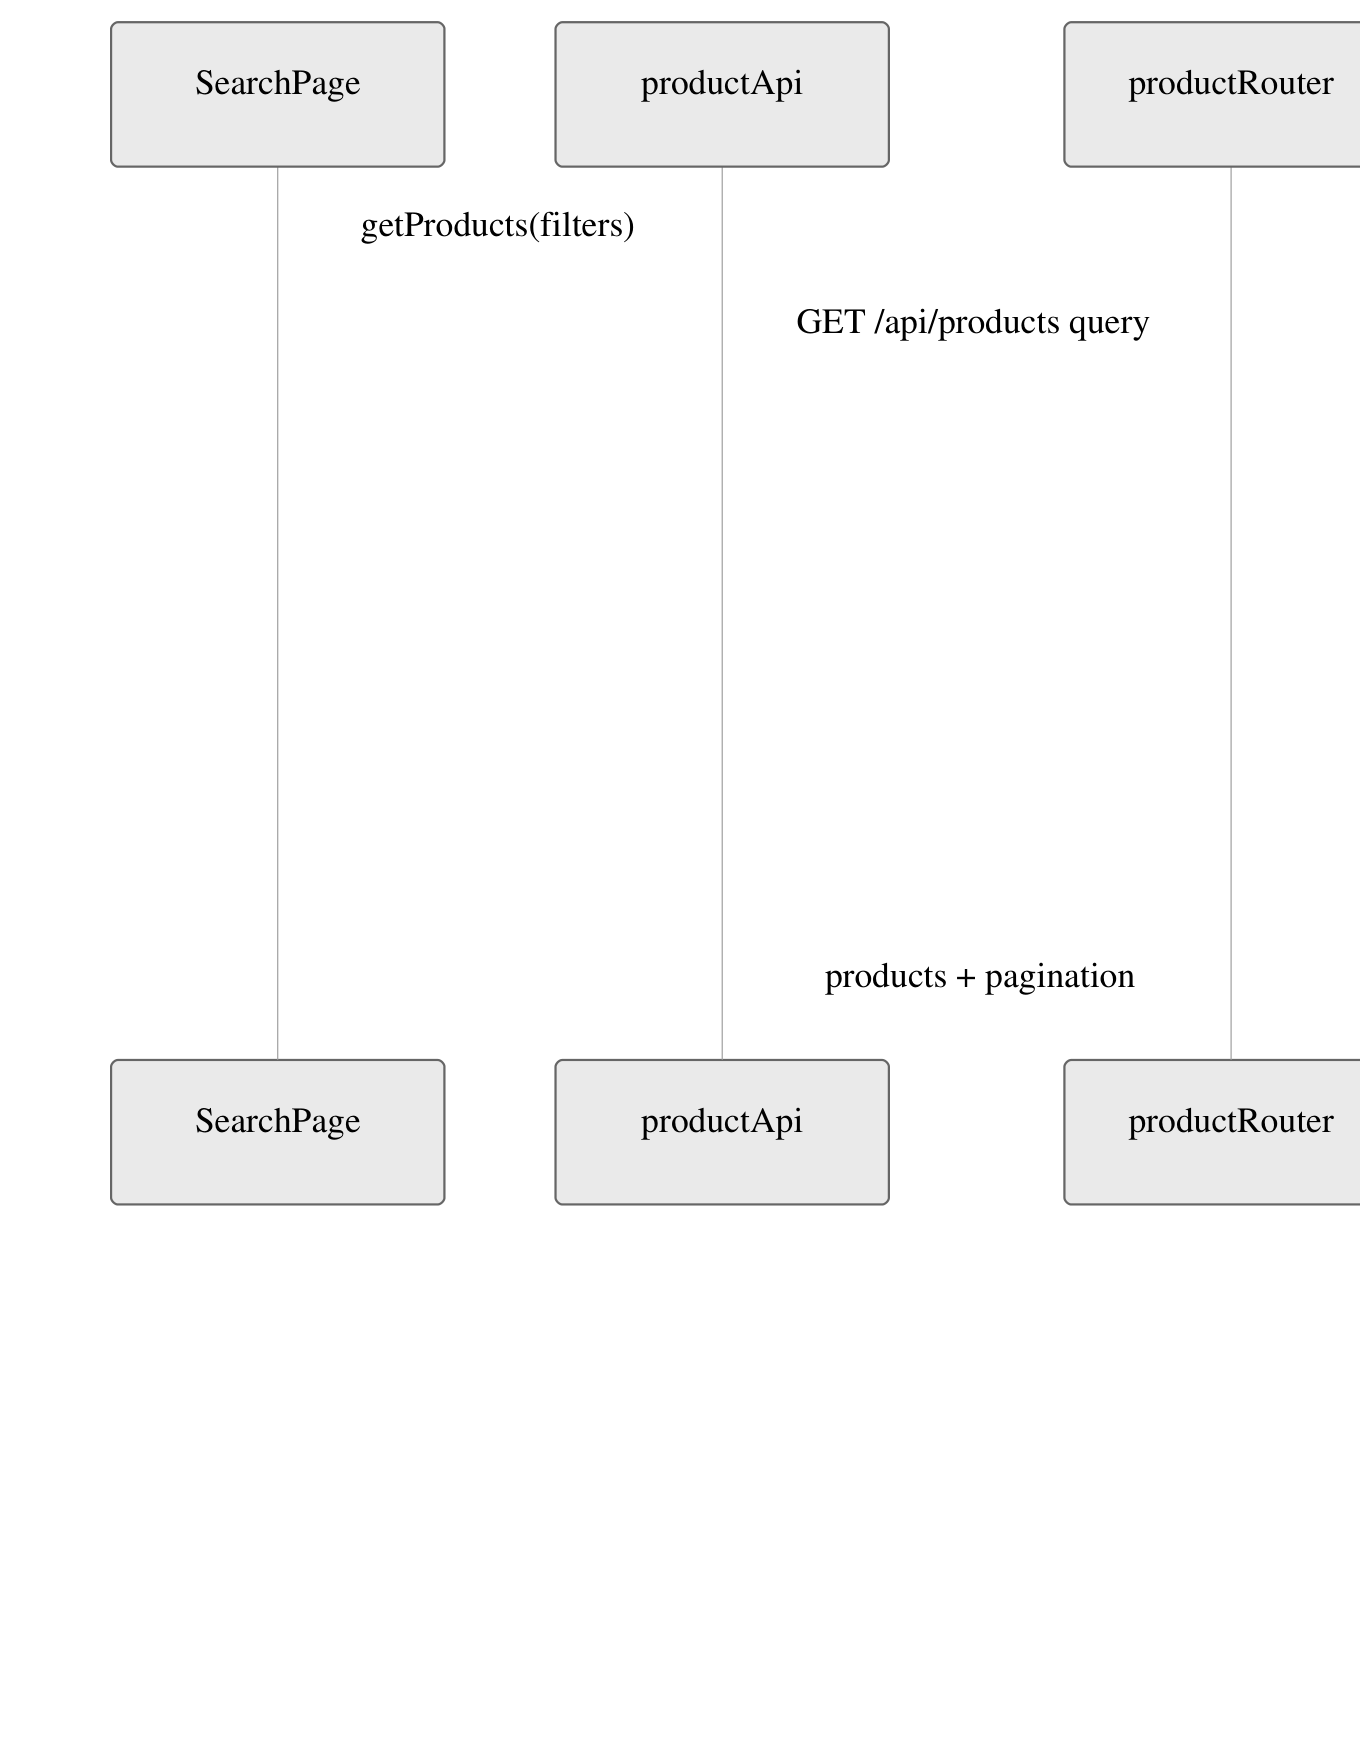 SearchPage
productApi
productRouter
getProducts(filters)
GET /api/products query
products + pagination
SearchPage
productApi
productRouter